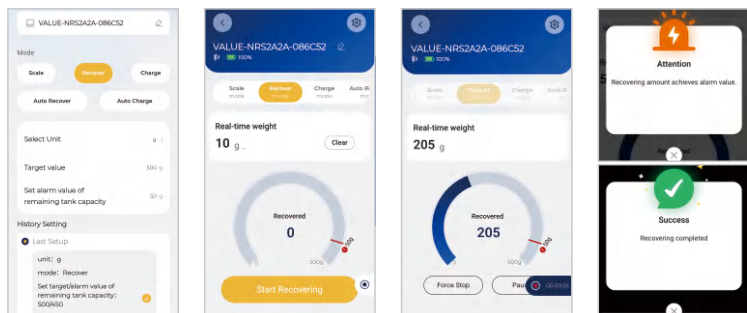 VALUE-NRS2A2A-086C52
Mode
Scale
Recover
Charge
Auto Recover
Auto Charge
Select Unit
g
Target value
500 g
Set alarm value of
remaining tank capacity
50 g
History Setting
Last Setup
unit: g
mode: Recover
Set target/alarm value of
remaining tank capacity:
500/450
VALUE-NRS2A2A-086C52
100%
Scale
mode
Recover
mode
Charge
mode
Auto R
Real-time weight
10 g
Clear
Recovered
0
g
500g
Start Recovering
VALUE-NRS2A2A-086C52
100%
Scale
mode
Recover
mode
Charge
mode
Real-time weight
205 g
Recovered
205
g
500g
Force Stop
Attention
Recovering amount achieves alarm value.
Success
Recovering completed